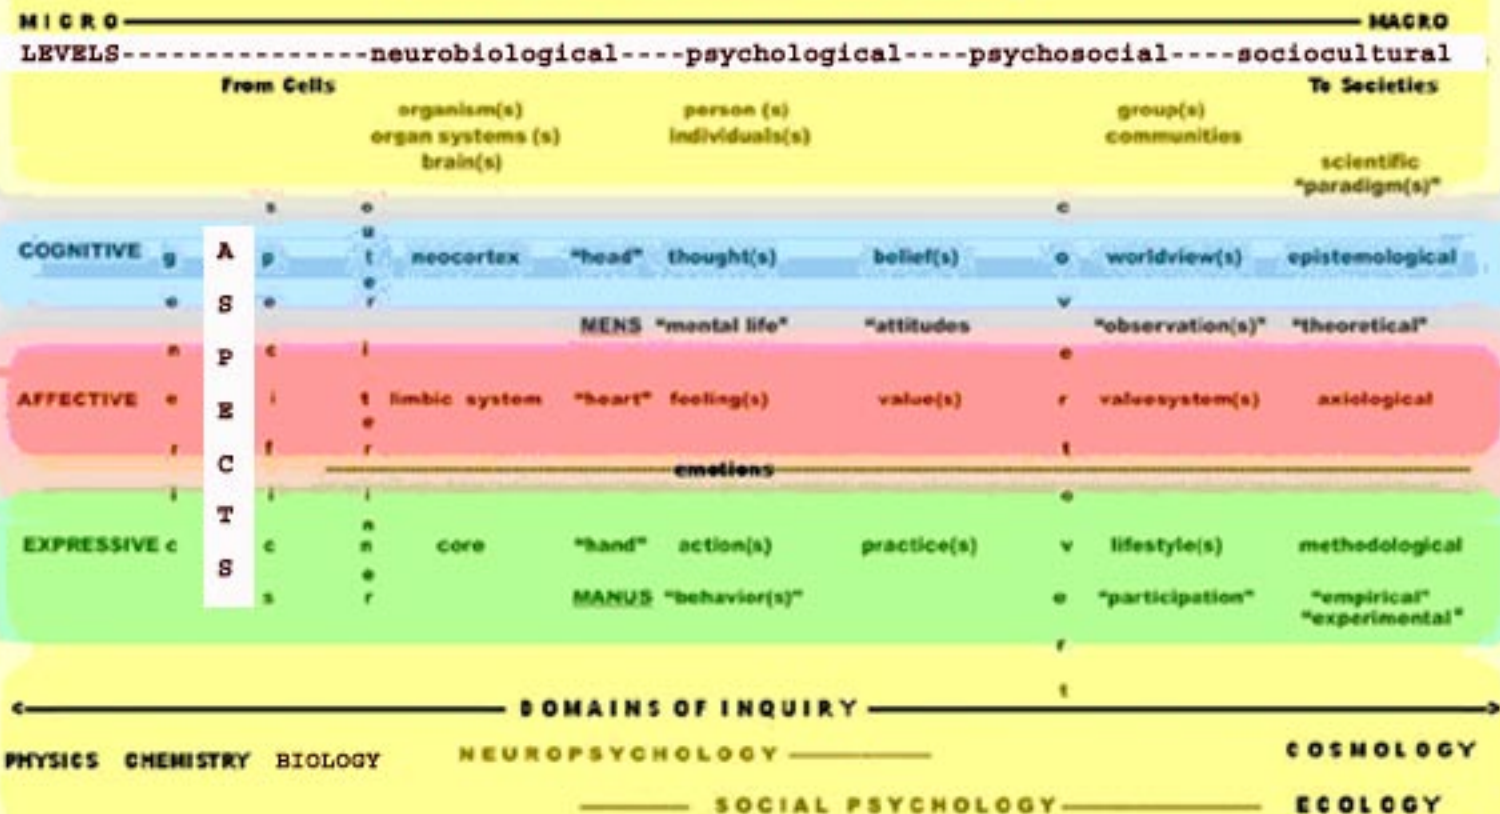 MICRO MACRO
LEVELS--------------neurobiological----psychological----psychosocial----sociocultural
From Cells To Societies
organism(s) person (s) group(s)
organ systems (s) individuals(s) communities
brain(s) scientific
"paradigm(s)"
COGNITIVE neocortex "head" thought(s) belief(s) worldview(s) epistemological
MENS "mental life" "attitudes "observation(s)" "theoretical"
AFFECTIVE limbic system "heart" feeling(s) value(s) valuesystem(s) axiological
emotions
EXPRESSIVE core "hand" action(s) practice(s) lifestyle(s) methodological
MANUS "behavior(s)" "participation" "empirical"
"experimental"
generic
ASPECTS
specifics
outer inter inner
covert overt
DOMAINS OF INQUIRY
PHYSICS CHEMISTRY BIOLOGY NEUROPSYCHOLOGY COSMOLOGY
SOCIAL PSYCHOLOGY ECOLOGY